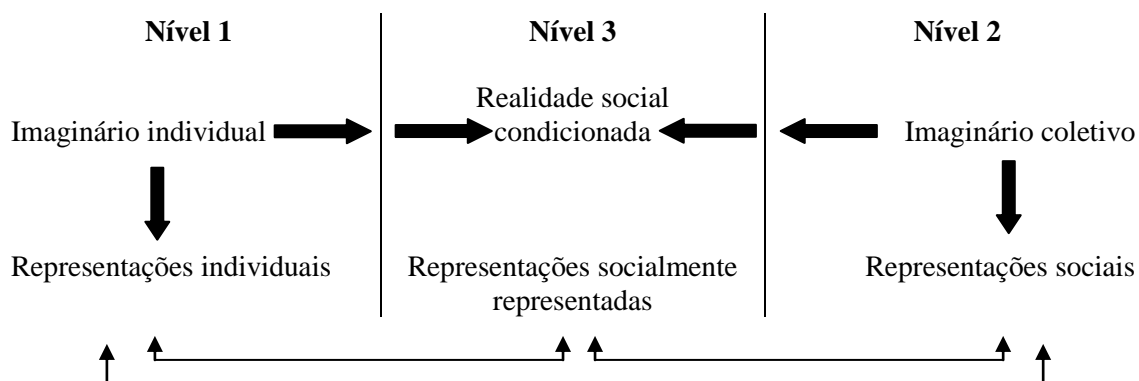 Nível 1
Nível 3
Nível 2
Imaginário individual
Realidade social
condicionada
Imaginário coletivo
Representações individuais
Representações socialmente
representadas
Representações sociais